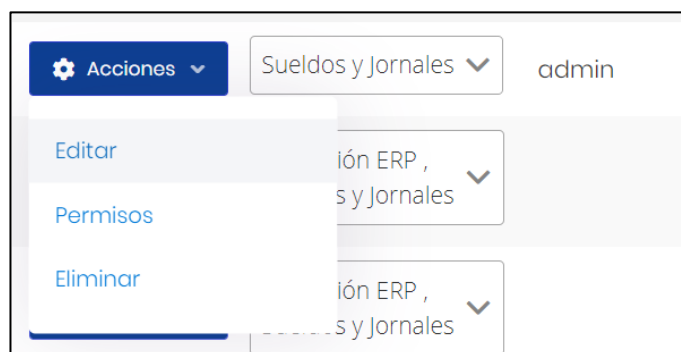 Acciones
Sueldos y Jornales
admin
Editar
Permisos
Eliminar
ión ERP ,
s y Jornales
ión ERP ,
s y Jornales